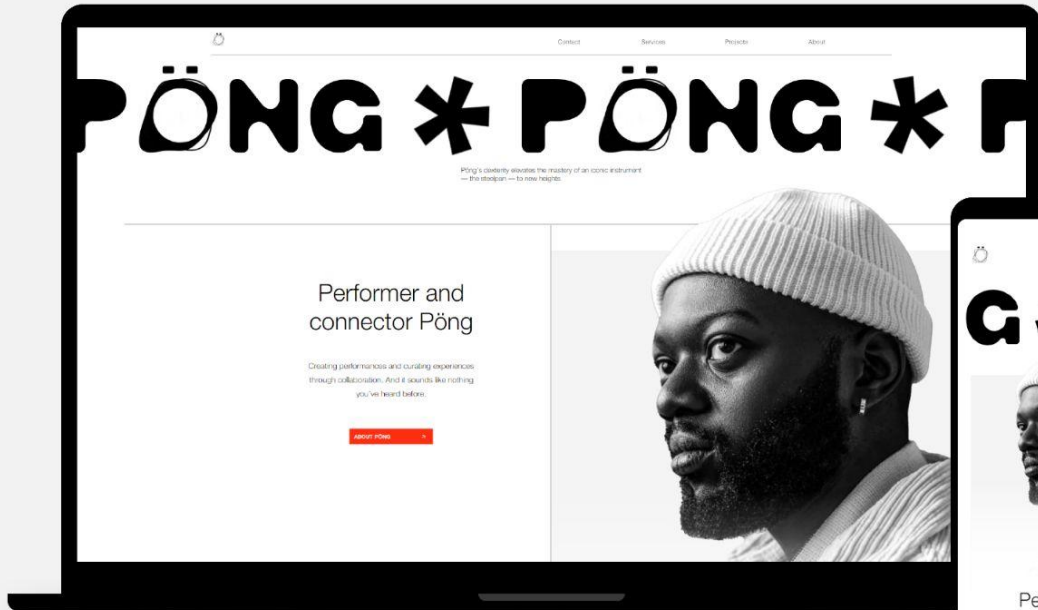 Ö
Contact Services Projects About
PÖNG * PÖNG * P
Pöng's dexterity elevates the mastery of an iconic instrument
— the steelpan — to new heights
Performer and
connector Pöng
Creating performances and curating experiences
through collaboration. And it sounds like nothing
you've heard before.
ABOUT PÖNG +
Ö
G
Pe